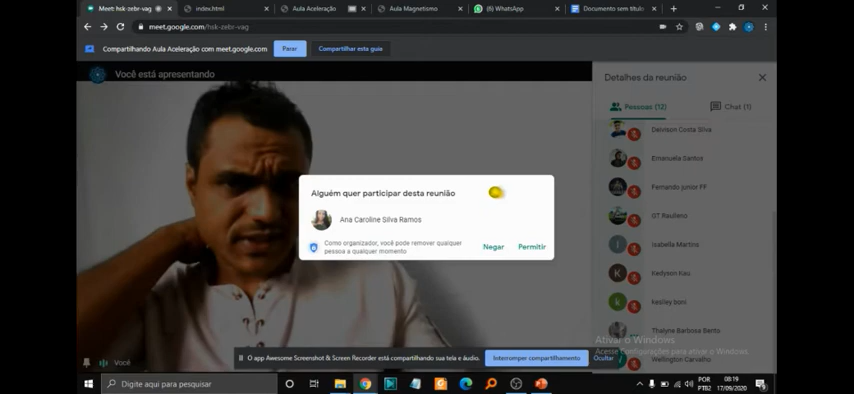 Meet: hsk-zebr-vag
index.html
Aula Aceleração
Aula Magnetismo
(6) WhatsApp
Documento sem título
meet.google.com/hsk-zebr-vag
Compartilhando Aula Aceleração com meet.google.com
Parar
Compartilhar esta guia
Você está apresentando
Detalhes da reunião
Pessoas (12)
Chat (1)
Deivison Costa Silva
Emanuela Santos
Fernando junior FF
GT Raulieno
Isabella Martins
Keilyson Kau
keslley boni
Thalyne Barbosa Berto
Wellington Carvalho
Alguém quer participar desta reunião
Ana Caroline Silva Ramos
Como organizador, você pode remover qualquer
pessoa a qualquer momento
Negar
Permitir
Ativar o Windows
Acesse Configurações para ativar o Windows.
Você
O app Awesome Screenshot & Screen Recorder está compartilhando sua tela e áudio.
Interromper compartilhamento
Ocultar
Digite aqui para pesquisar
POR
PTB2
08:19
17/09/2020